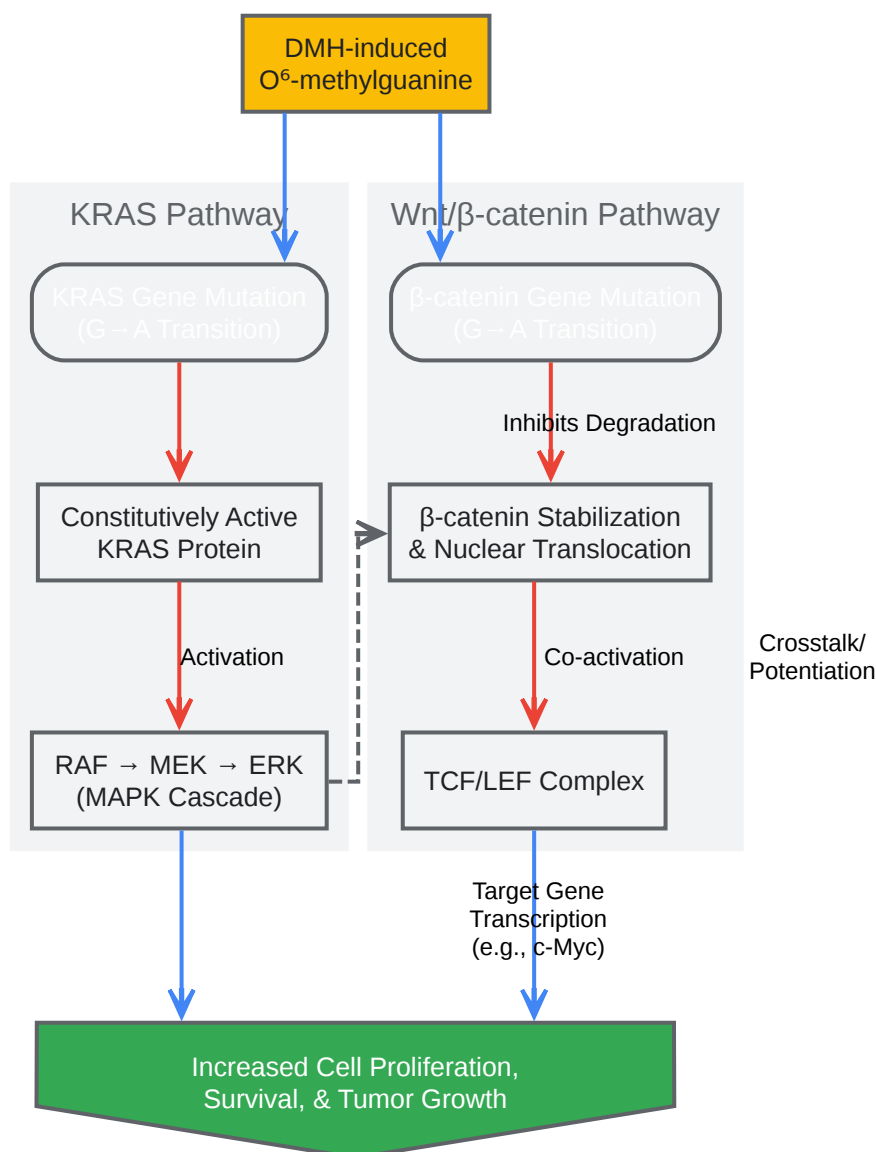 DMH-induced
O⁶-methylguanine
KRAS Pathway
Wnt/β-catenin Pathway
KRAS Gene Mutation
(G→A Transition)
β-catenin Gene Mutation
(G→A Transition)
Inhibits Degradation
Constitutively Active
KRAS Protein
β-catenin Stabilization
& Nuclear Translocation
Activation
Co-activation
Crosstalk/
Potentiation
RAF → MEK → ERK
(MAPK Cascade)
TCF/LEF Complex
Target Gene
Transcription
(e.g., c-Myc)
Increased Cell Proliferation,
Survival, & Tumor Growth